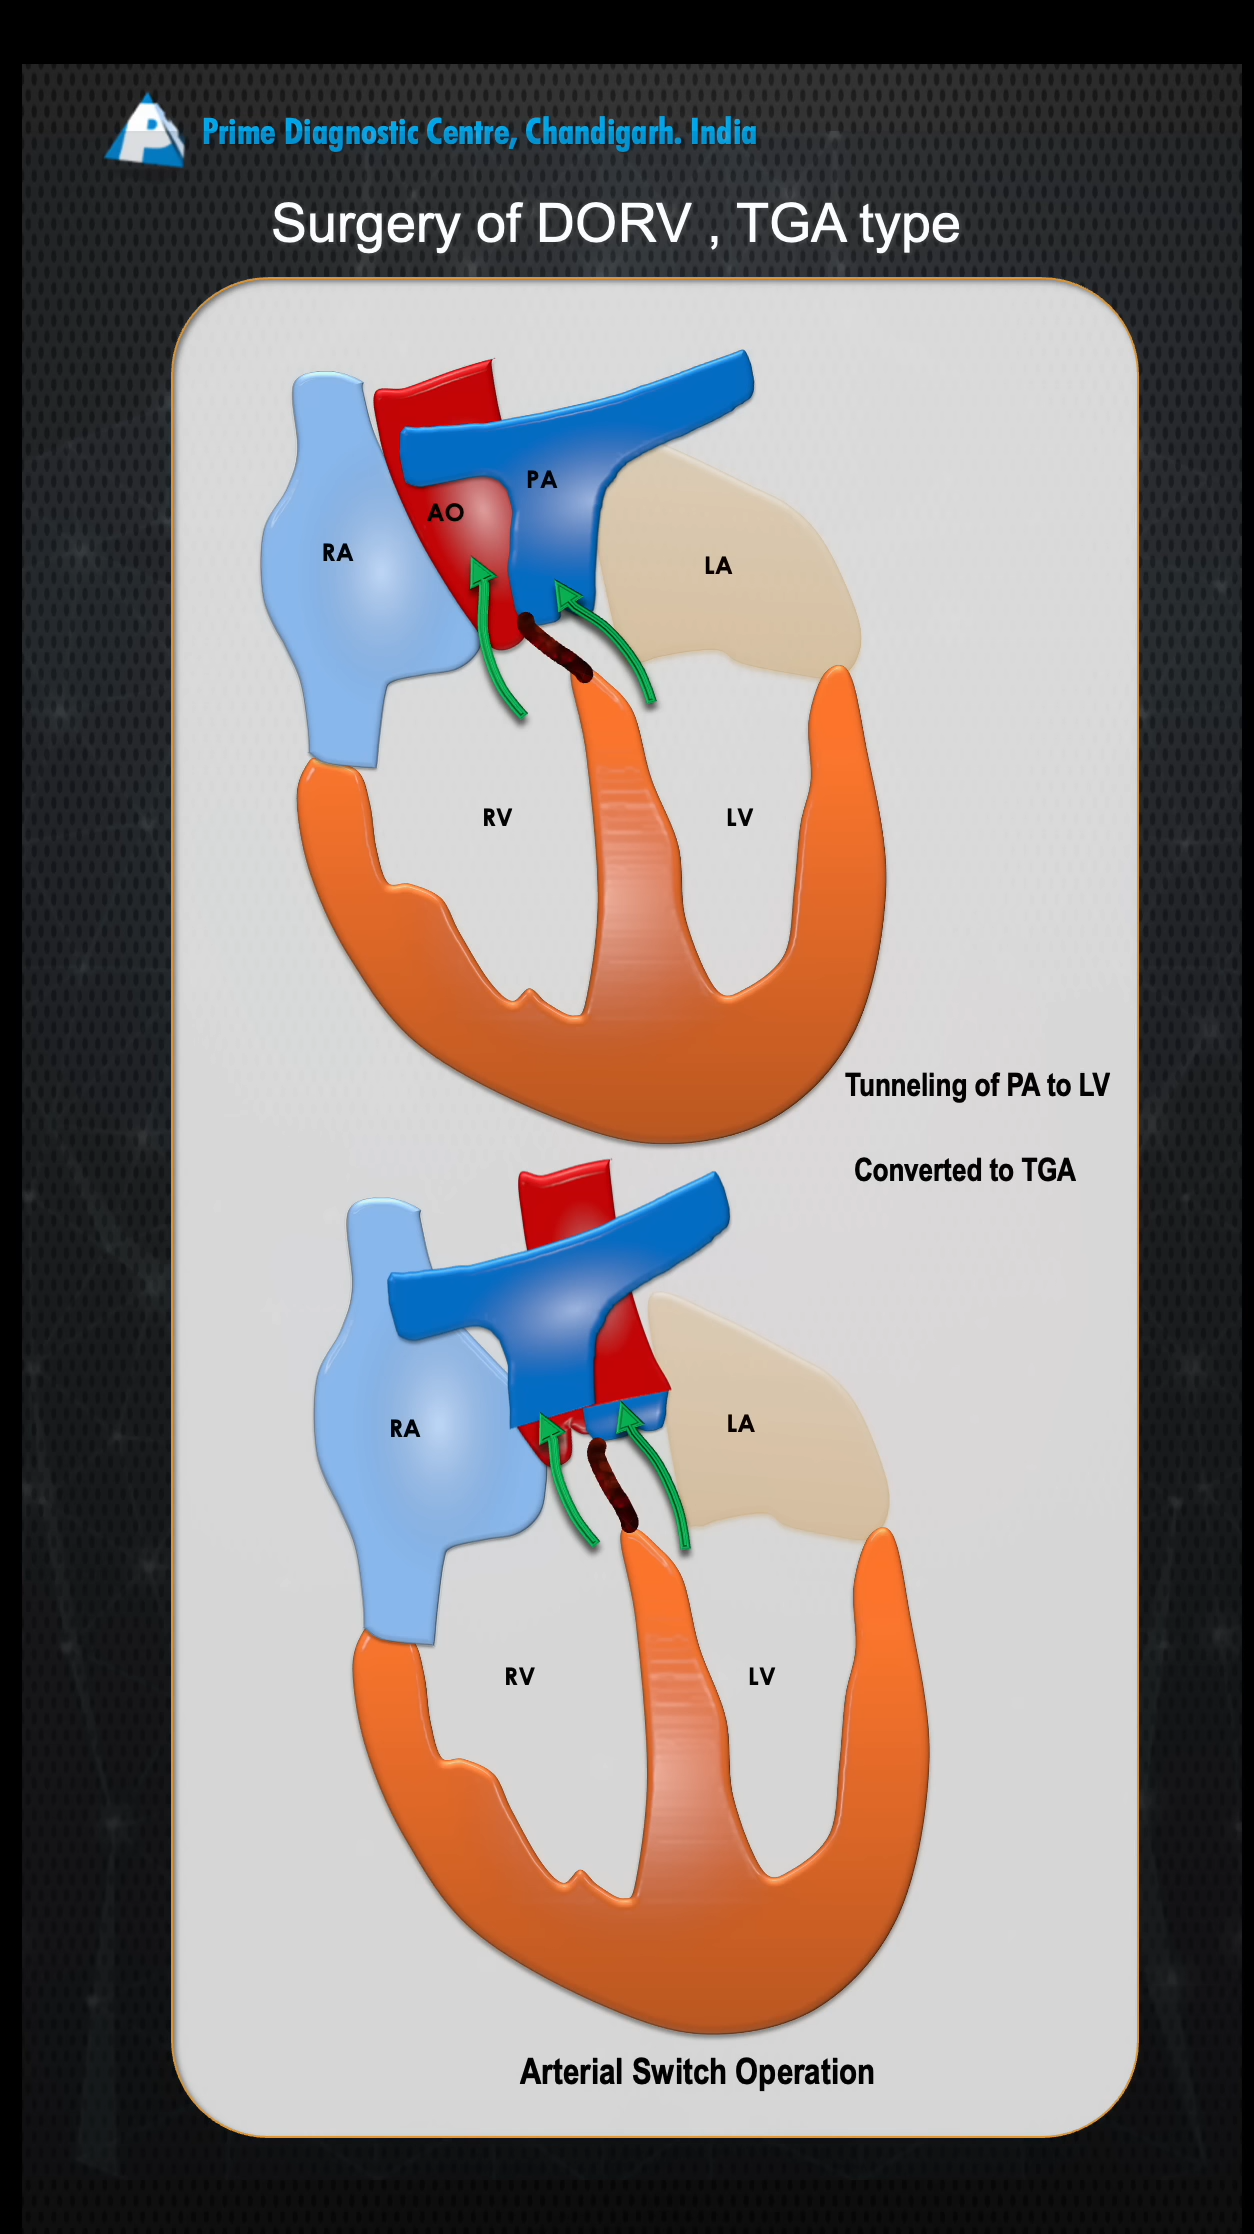 P
Prime Diagnostic Centre, Chandigarh. India
Surgery of DORV , TGA type
PA
AO
RA
LA
RV
LV
Tunneling of PA to LV
Converted to TGA
RA
LA
RV
LV
Arterial Switch Operation